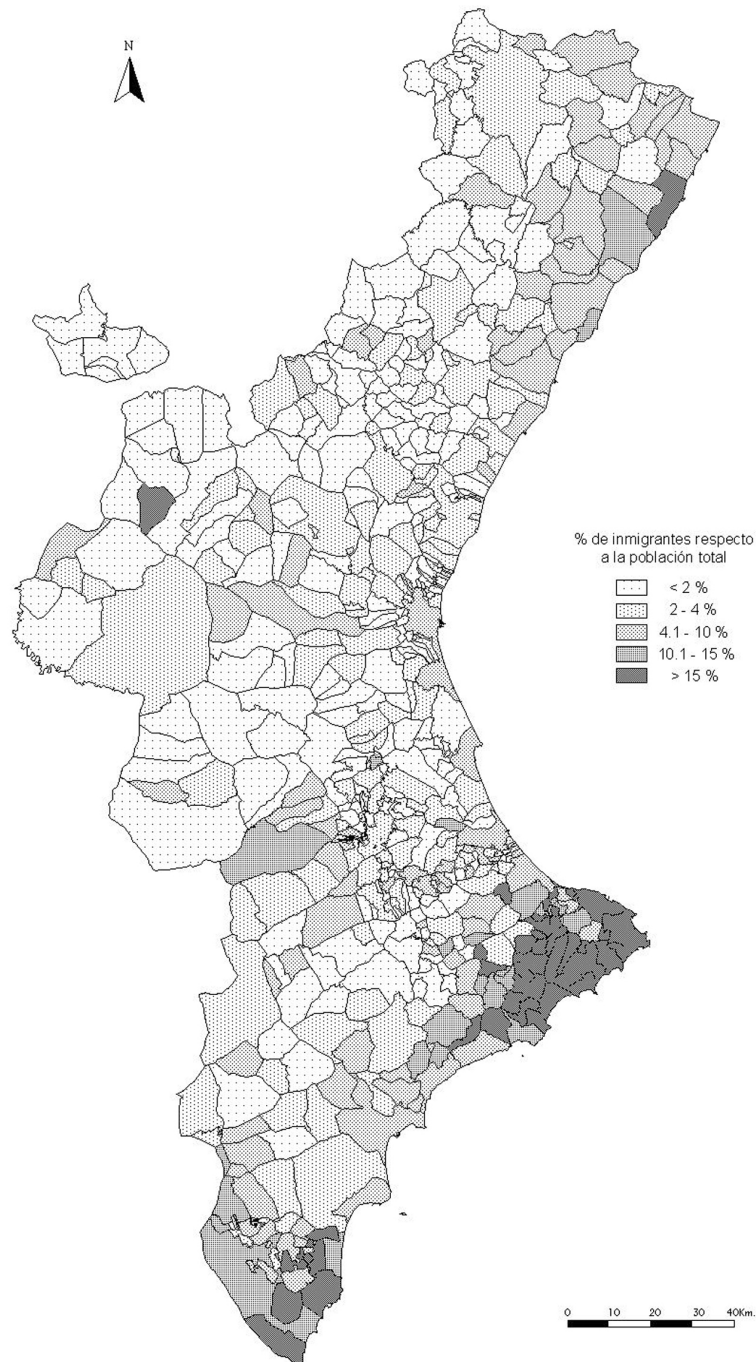 N
% de inmigrantes respecto
a la población total
< 2 %
2 - 4 %
4.1 - 10 %
10.1 - 15 %
> 15 %
0 10 20 30 40Km.